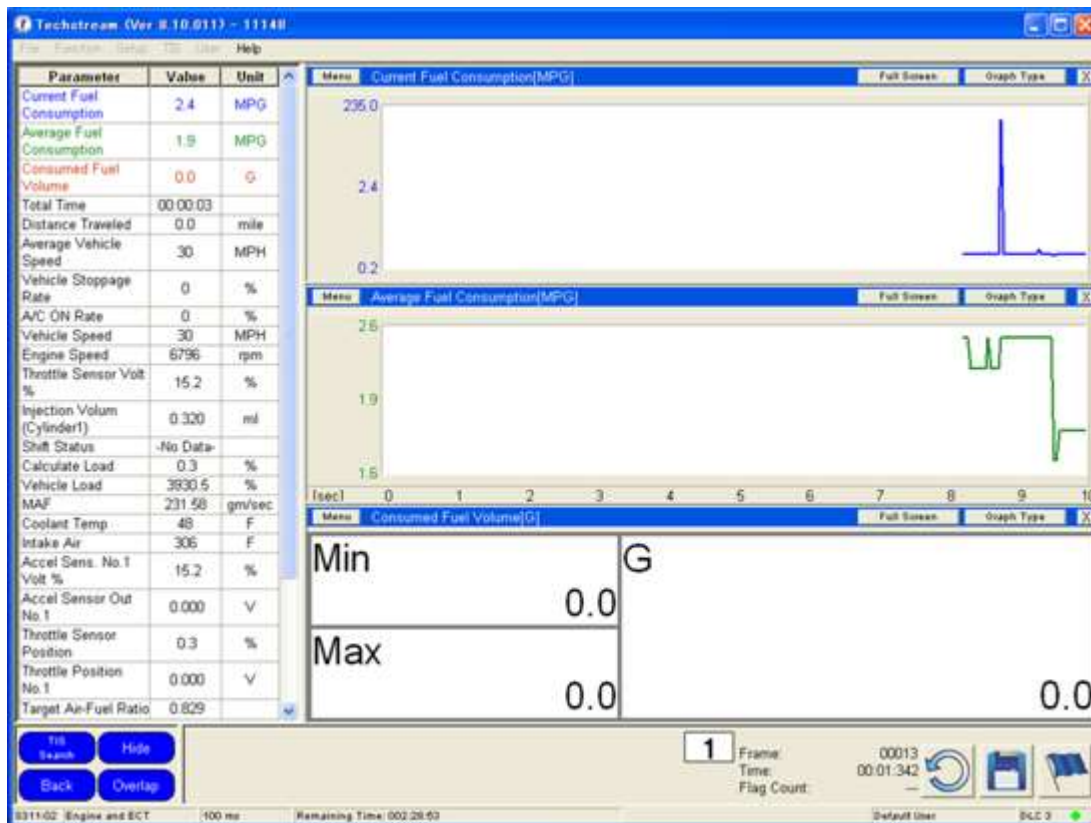 Techstream (Ver 8.10.011) - 11148
File Function Setup TIS User Help
Parameter Value Unit
Current Fuel
Consumption 2.4 MPG
Average Fuel
Consumption 1.9 MPG
Consumed Fuel
Volume 0.0 G
Total Time 00:00:03
Distance Traveled 0.0 mile
Average Vehicle
Speed 30 MPH
Vehicle Stoppage
Rate 0 %
A/C ON Rate 0 %
Vehicle Speed 30 MPH
Engine Speed 6796 rpm
Throttle Sensor Volt
% 15.2 %
Injection Volum
(Cylinder1) 0.320 ml
Shift Status -No Data-
Calculate Load 0.3 %
Vehicle Load 3930.5 %
MAF 231.58 gm/sec
Coolant Temp 48 F
Intake Air 306 F
Accel Sens. No.1
Volt % 15.2 %
Accel Sensor Out
No.1 0.000 V
Throttle Sensor
Position 0.3 %
Throttle Position
No.1 0.000 V
Target Air-Fuel Ratio 0.829
Menu Current Fuel Consumption[MPG] Full Screen Graph Type X
235.0
2.4
0.2
Menu Average Fuel Consumption[MPG] Full Screen Graph Type X
2.6
1.9
1.5
[sec] 0 1 2 3 4 5 6 7 8 9 10
Menu Consumed Fuel Volume[G] Full Screen Graph Type X
Min
0.0
Max
0.0
G
0.0
TIS
Search
Hide
Back
Overlap
1
Frame: 00013
Time: 00:01:342
Flag Count: ---
S311-02 Engine and ECT 100 ms Remaining Time: 002:28:53 Default User DLC 3